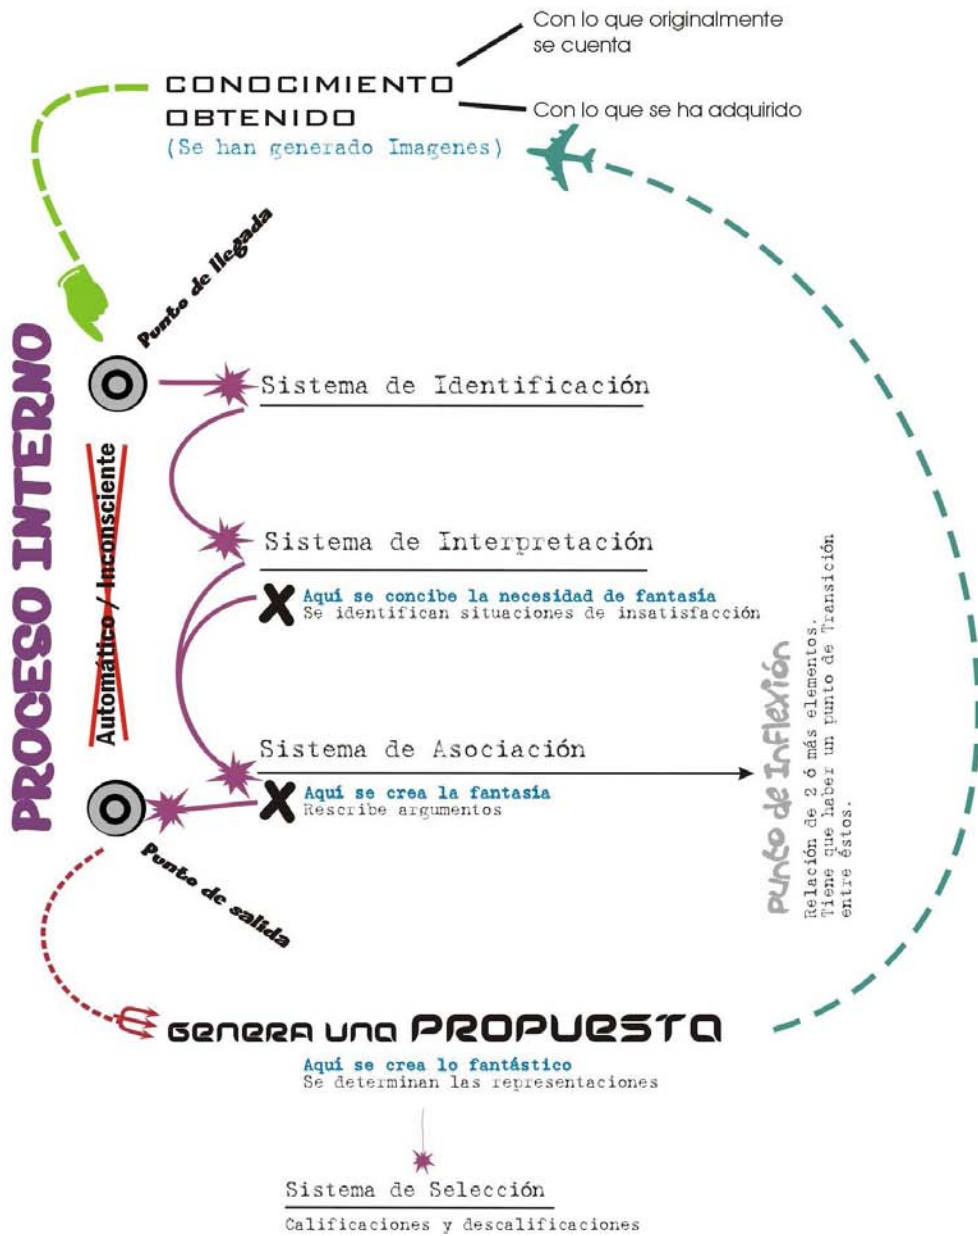 Con lo que originalmente
se cuenta
CONOCIMIENTO
OBTENIDO
Con lo que se ha adquirido
(Se han generado Imagenes)
Punto de llegada
PROCESO INTERNO
Sistema de Identificación
Automático / Inconsciente
Sistema de Interpretación
Aquí se concibe la necesidad de fantasía
Se identifican situaciones de insatisfacción
Punto de Inflexión
Relación de 2 ó más elementos.
Tiene que haber un punto de Transición
entre éstos.
Sistema de Asociación
Aquí se crea la fantasía
Rescribe argumentos
Punto de salida
GENERA UNA PROPUESTA
Aquí se crea lo fantástico
Se determinan las representaciones
Sistema de Selección
Calificaciones y descalificaciones